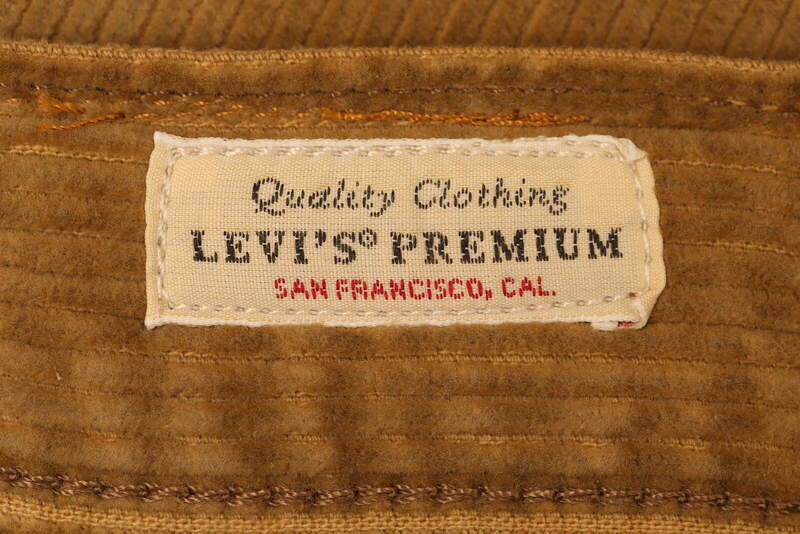 Quality Clothing
LEVI'S® PREMIUM
SAN FRANCISCO, CAL.